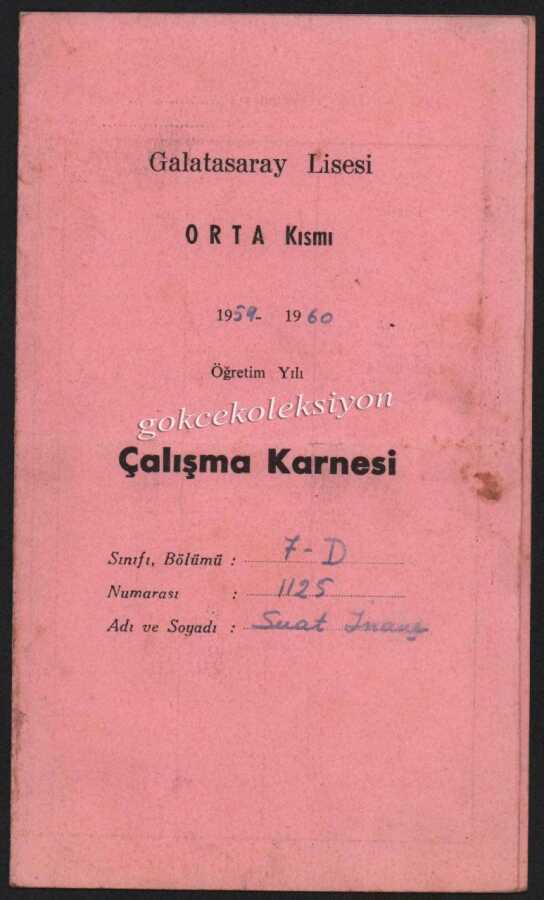 Galatasaray Lisesi
ORTA Kısmı
1959- 1960
Öğretim Yılı
gokcekoleksiyon
Çalışma Karnesi
Sınıfı, Bölümü : 7-D
Numarası : 1125
Adı ve Soyadı : Suat İnanç